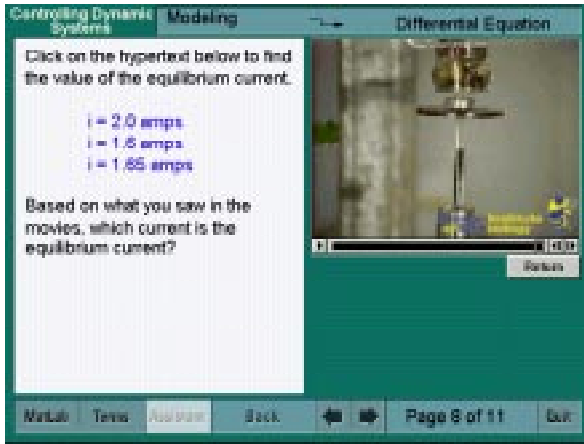 Controlling Dynamic
Systems
Modeling
Differential Equation
Click on the hypertext below to find
the value of the equilibrium current.
i = 2.0 amps
i = 1.6 amps
i = 1.65 amps
Based on what you saw in the
movies, which current is the
equilibrium current?
Return
MatLab Terms Assistant Back Page 8 of 11 Quit